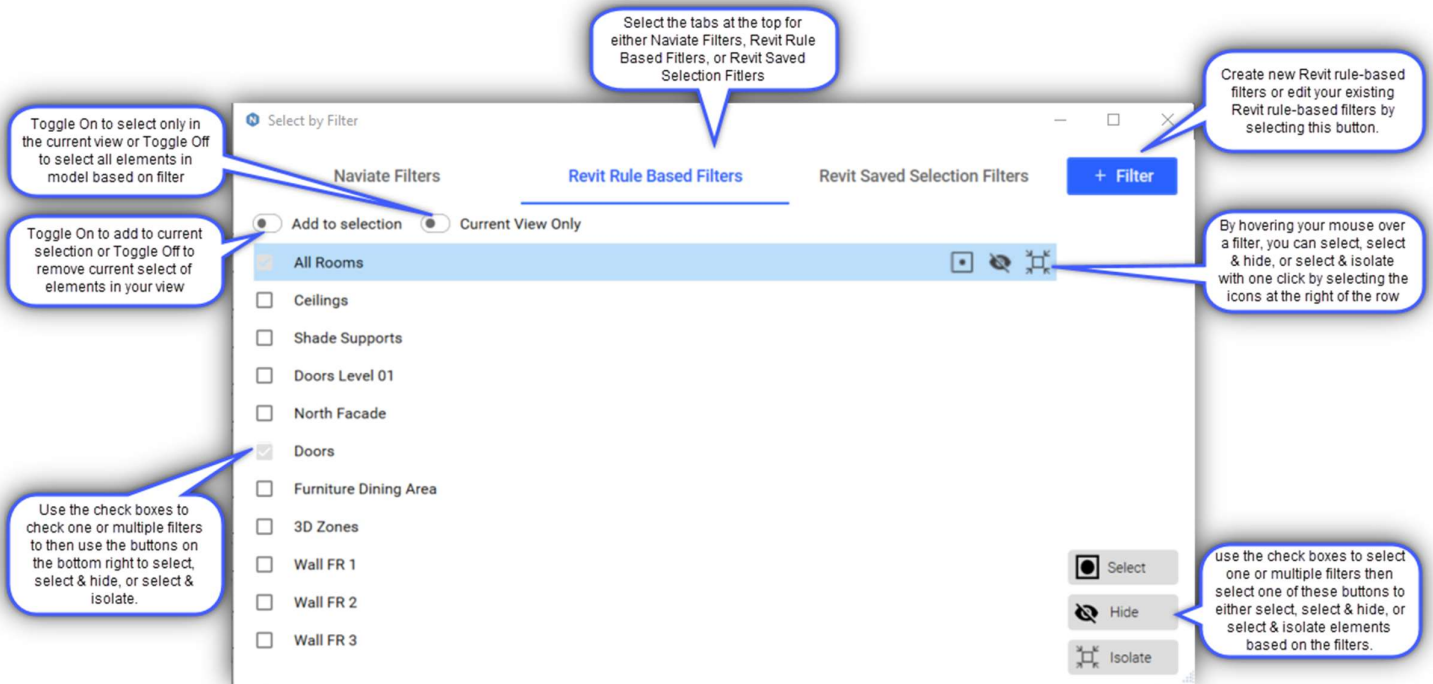 Select the tabs at the top for
either Naviate Filters, Revit Rule
Based Fitlers, or Revit Saved
Selection Fitlers
Create new Revit rule-based
filters or edit your existing
Revit rule-based filters by
selecting this button.
Toggle On to select only in
the current view or Toggle Off
to select all elements in
model based on filter
Select by Filter
Naviate Filters
Revit Rule Based Filters
Revit Saved Selection Filters
+ Filter
Add to selection
Current View Only
Toggle On to add to current
selection or Toggle Off to
remove current select of
elements in your view
By hovering your mouse over
a filter, you can select, select
& hide, or select & isolate
with one click by selecting the
icons at the right of the row
All Rooms
Ceilings
Shade Supports
Doors Level 01
North Facade
Doors
Furniture Dining Area
3D Zones
Wall FR 1
Wall FR 2
Wall FR 3
Use the check boxes to
check one or multiple filters
to then use the buttons on
the bottom right to select,
select & hide, or select &
isolate.
Select
Hide
Isolate
use the check boxes to select
one or multiple filters then
select one of these buttons to
either select, select & hide, or
select & isolate elements
based on the filters.